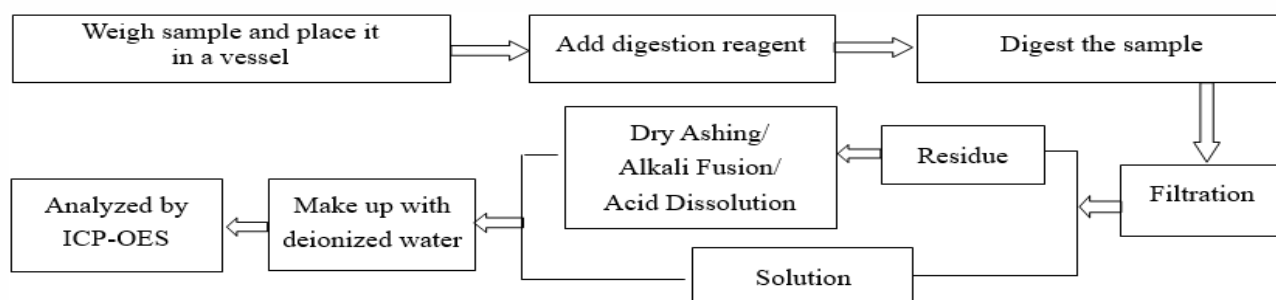 Weigh sample and place it
in a vessel
Add digestion reagent
Digest the sample
Filtration
Residue
Dry Ashing/
Alkali Fusion/
Acid Dissolution
Solution
Make up with
deionized water
Analyzed by
ICP-OES